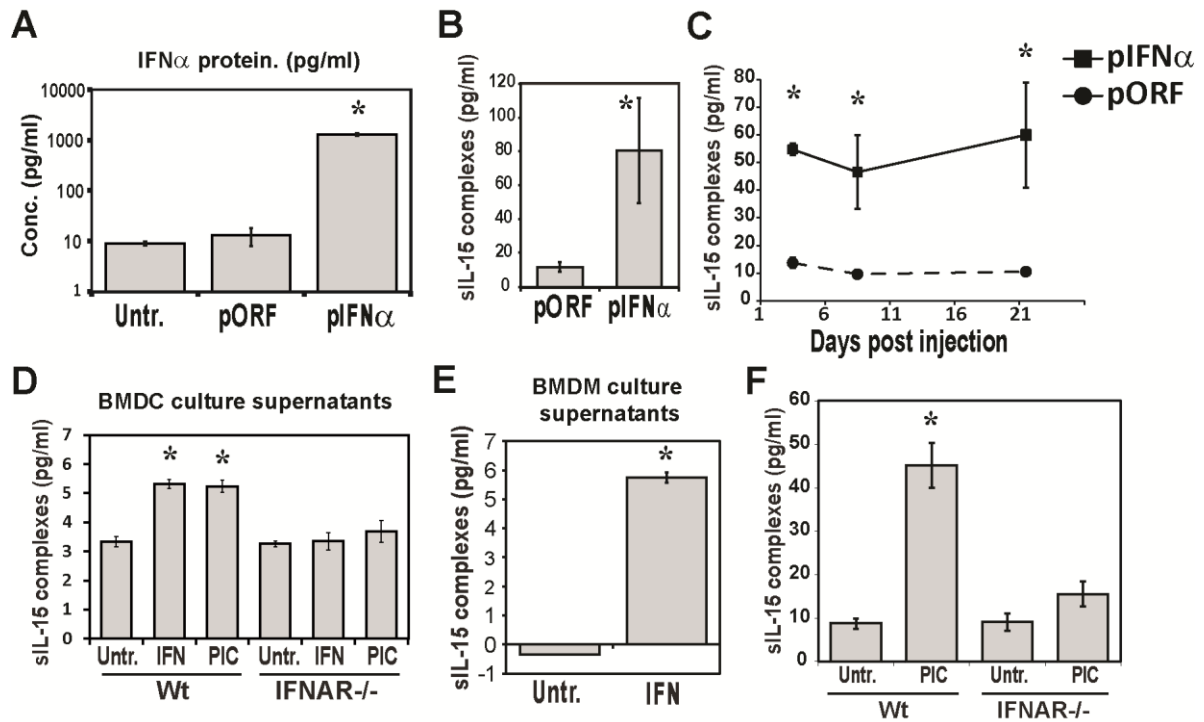 A
IFNα protein. (pg/ml)
Conc. (pg/ml)
10000
1000
100
10
1
*
Untr. pORF pIFNα
B
sIL-15 complexes (pg/ml)
120
100
80
60
40
20
0
*
pORF pIFNα
C
sIL-15 complexes (pg/ml)
80
70
60
50
40
30
20
10
0
* * *
pIFNα
pORF
1 6 11 16 21
Days post injection
D
BMDC culture supernatants
sIL-15 complexes (pg/ml)
7
6
5
4
3
2
1
0
* *
Untr. IFN PIC Untr. IFN PIC
Wt IFNAR-/-
E
BMDM culture
supernatants
sIL-15 complexes (pg/ml)
7
6
5
4
3
2
1
0
-1
*
Untr. IFN
F
sIL-15 complexes (pg/ml)
60
50
40
30
20
10
0
*
Untr. PIC Untr. PIC
Wt IFNAR-/-